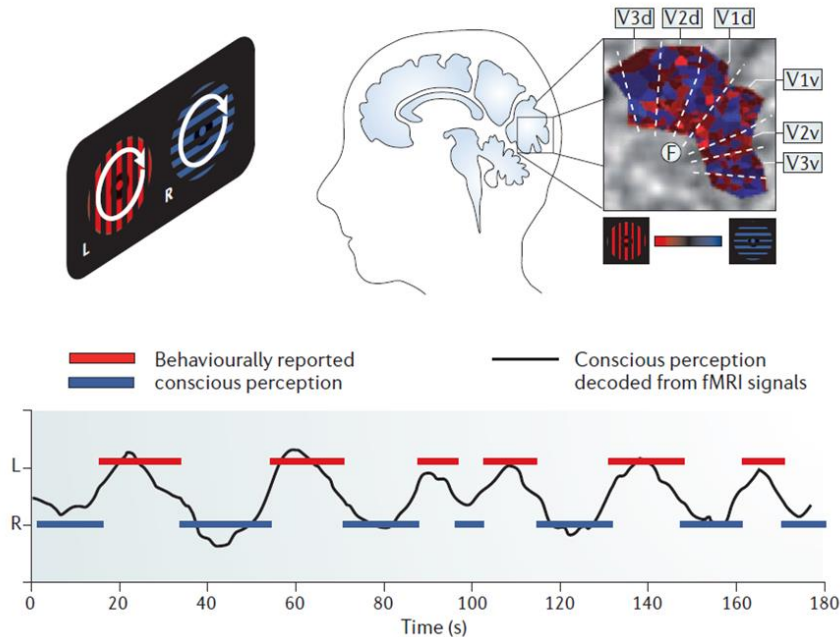 V3d V2d V1d
V1v
V2v
F
V3v
R
L
Behaviourally reported
conscious perception
Conscious perception
decoded from fMRI signals
L
R
0 20 40 60 80 100 120 140 160 180
Time (s)